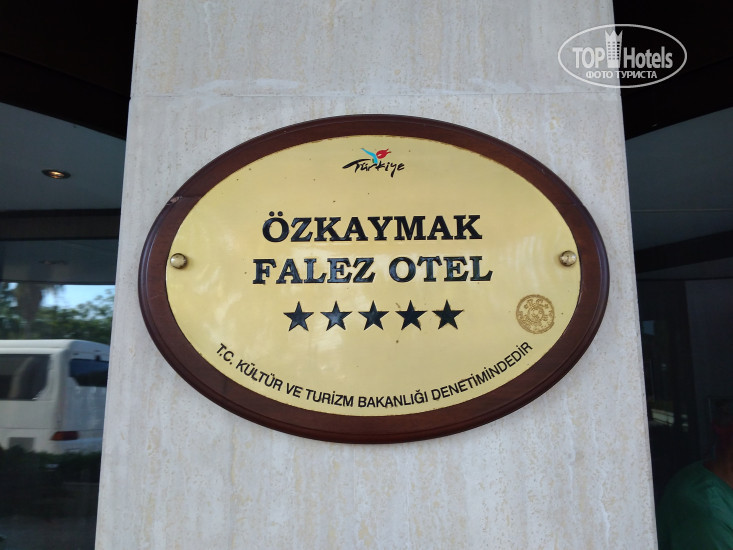 TOP Hotels
ФОТО ТУРИСТА
Türkiye
ÖZKAYMAK
FALEZ OTEL
T.C. KÜLTÜR VE TURİZM BAKANLIĞI DENETİMİNDEDİR